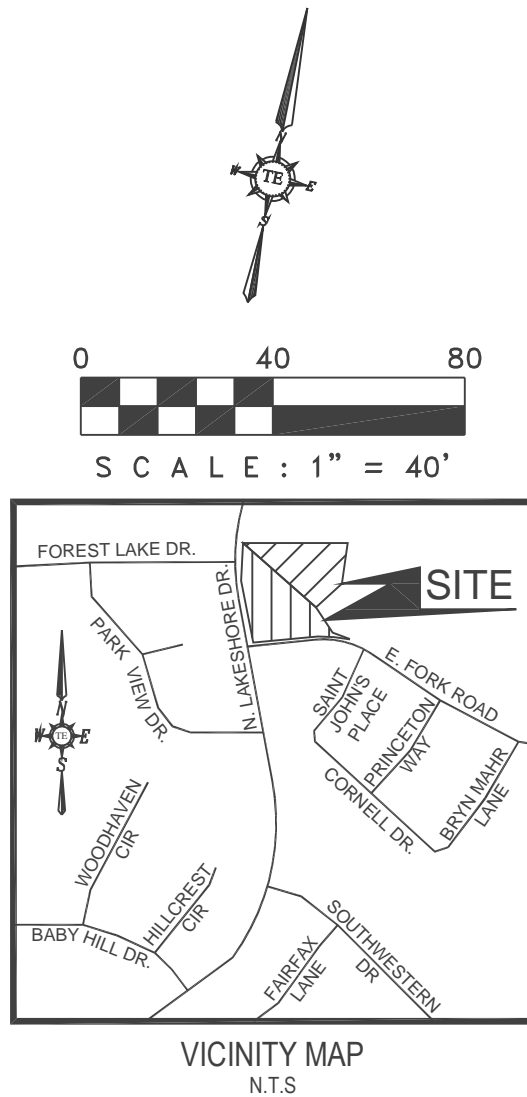 N
W TE E
S
0 40 80
SCALE: 1” = 40’
FOREST LAKE DR.
N. LAKESHORE DR.
SITE
PARK VIEW DR.
E. FORK ROAD
SAINT
JOHN'S
PLACE
PRINCETON
WAY
BRYN MAHR
LANE
CORNELL DR.
N
W TE E
S
WOODHAVEN
CIR
HILLCREST
CIR
BABY HILL DR.
SOUTHWESTERN
DR
FAIRFAX
LANE
VICINITY MAP
N.T.S